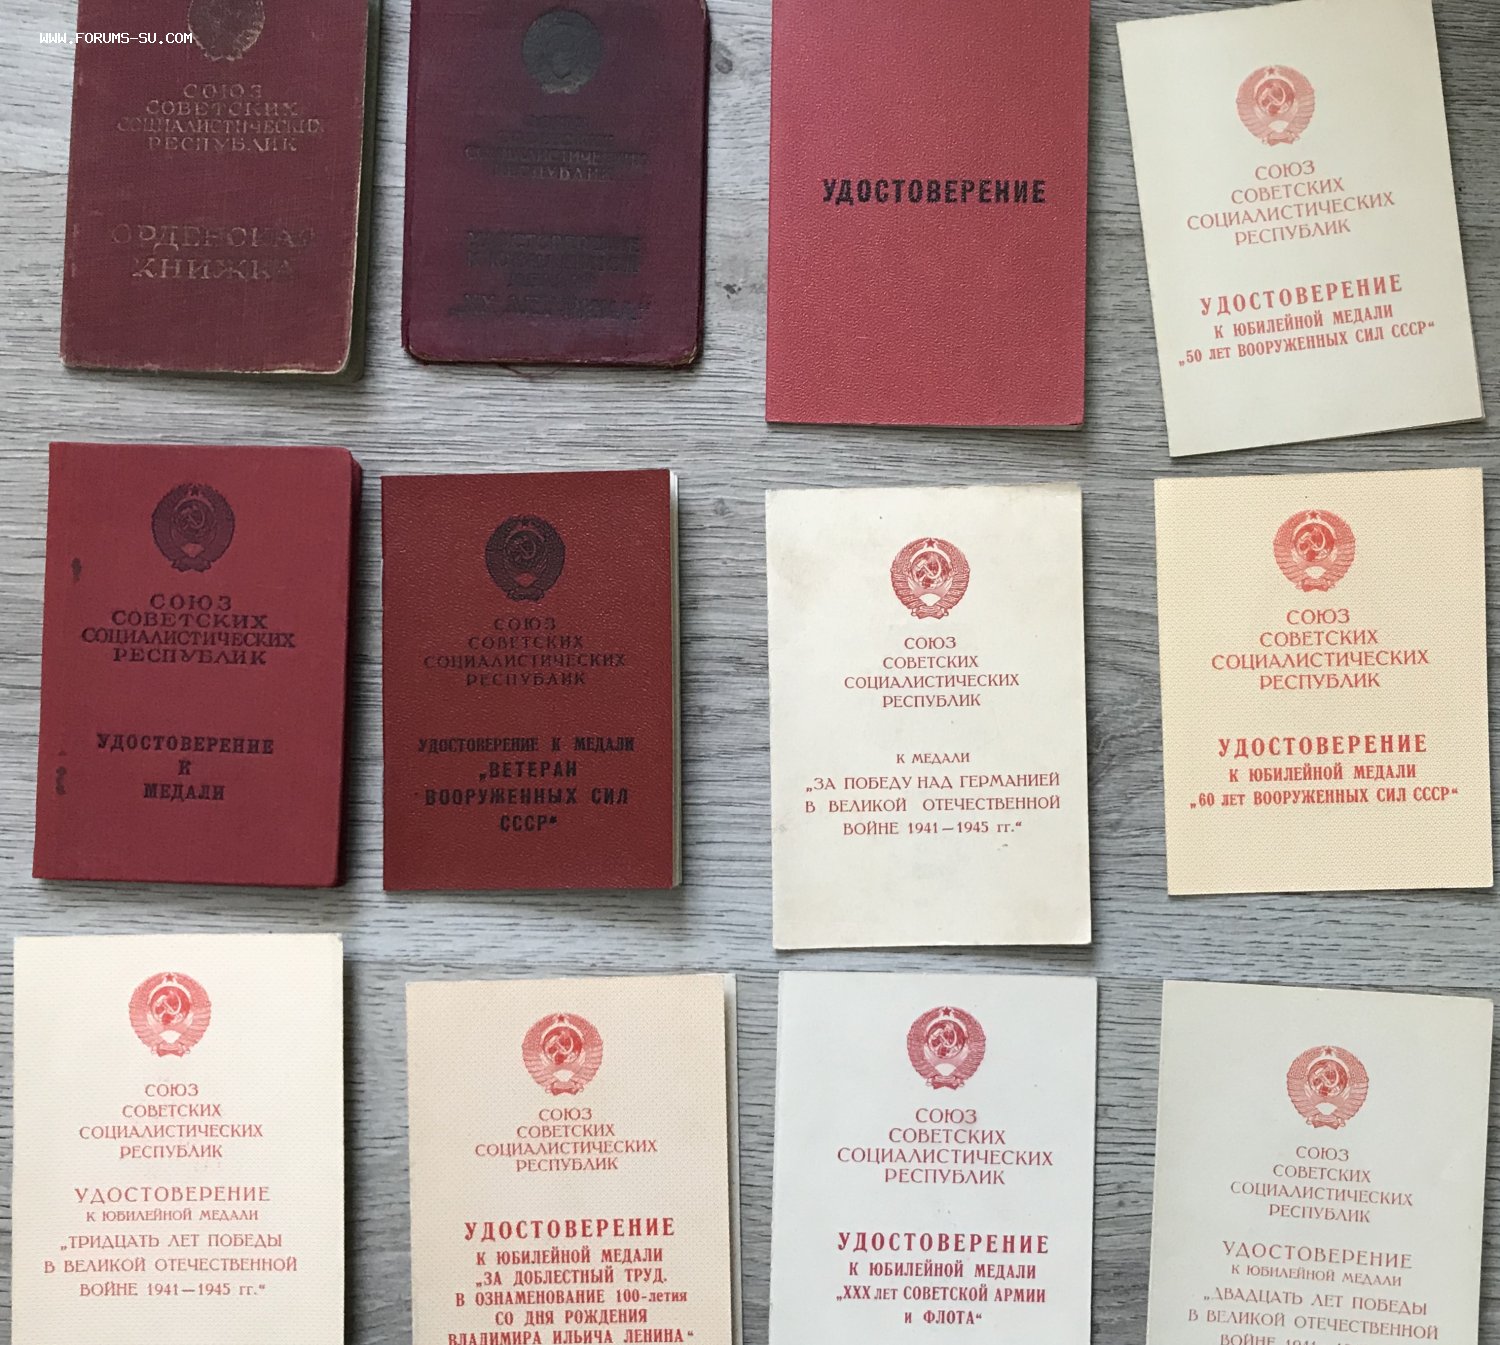 WWW.FORUMS-SU.COM
СОЮЗ
СОВЕТСКИХ
СОЦИАЛИСТИЧЕСКИХ
РЕСПУБЛИК
ОРДЕНСКАЯ
КНИЖКА
СОЦИАЛИСТИЧЕСКИХ
РЕСПУБЛИК
УДОСТОВЕРЕНИЕ
УДОСТОВЕРЕНИЕ
СОЮЗ
СОВЕТСКИХ
СОЦИАЛИСТИЧЕСКИХ
РЕСПУБЛИК
УДОСТОВЕРЕНИЕ
К ЮБИЛЕЙНОЙ МЕДАЛИ
„50 ЛЕТ ВООРУЖЕННЫХ СИЛ СССР“
СОЮЗ
СОВЕТСКИХ
СОЦИАЛИСТИЧЕСКИХ
РЕСПУБЛИК
УДОСТОВЕРЕНИЕ
К
МЕДАЛИ
СОЮЗ
СОВЕТСКИХ
СОЦИАЛИСТИЧЕСКИХ
РЕСПУБЛИК
УДОСТОВЕРЕНИЕ К МЕДАЛИ
„ВЕТЕРАН
ВООРУЖЕННЫХ СИЛ
СССР“
СОЮЗ
СОВЕТСКИХ
СОЦИАЛИСТИЧЕСКИХ
РЕСПУБЛИК
К МЕДАЛИ
„ЗА ПОБЕДУ НАД ГЕРМАНИЕЙ
В ВЕЛИКОЙ ОТЕЧЕСТВЕННОЙ
ВОЙНЕ 1941—1945 гг.“
СОЮЗ
СОВЕТСКИХ
СОЦИАЛИСТИЧЕСКИХ
РЕСПУБЛИК
УДОСТОВЕРЕНИЕ
К ЮБИЛЕЙНОЙ МЕДАЛИ
„60 ЛЕТ ВООРУЖЕННЫХ СИЛ СССР“
СОЮЗ
СОВЕТСКИХ
СОЦИАЛИСТИЧЕСКИХ
РЕСПУБЛИК
УДОСТОВЕРЕНИЕ
К ЮБИЛЕЙНОЙ МЕДАЛИ
„ТРИДЦАТЬ ЛЕТ ПОБЕДЫ
В ВЕЛИКОЙ ОТЕЧЕСТВЕННОЙ
ВОЙНЕ 1941—1945 гг.“
СОЮЗ
СОВЕТСКИХ
СОЦИАЛИСТИЧЕСКИХ
РЕСПУБЛИК
УДОСТОВЕРЕНИЕ
К ЮБИЛЕЙНОЙ МЕДАЛИ
„ЗА ДОБЛЕСТНЫЙ ТРУД.
В ОЗНАМЕНОВАНИЕ 100-летия
СО ДНЯ РОЖДЕНИЯ
ВЛАДИМИРА ИЛЬИЧА ЛЕНИНА“
СОЮЗ
СОВЕТСКИХ
СОЦИАЛИСТИЧЕСКИХ
РЕСПУБЛИК
УДОСТОВЕРЕНИЕ
К ЮБИЛЕЙНОЙ МЕДАЛИ
„XXX ЛЕТ СОВЕТСКОЙ АРМИИ
И ФЛОТА“
СОЮЗ
СОВЕТСКИХ
СОЦИАЛИСТИЧЕСКИХ
РЕСПУБЛИК
УДОСТОВЕРЕНИЕ
К ЮБИЛЕЙНОЙ МЕДАЛИ
„ДВАДЦАТЬ ЛЕТ ПОБЕДЫ
В ВЕЛИКОЙ ОТЕЧЕСТВЕННОЙ
ВОЙНЕ